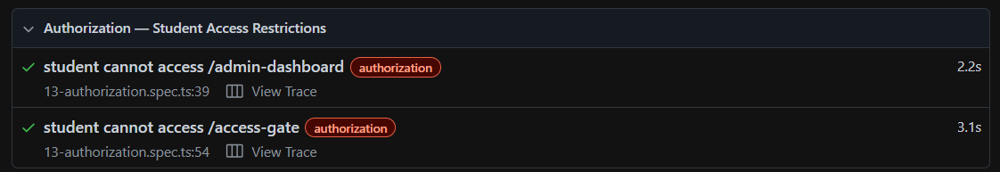 Authorization — Student Access Restrictions
student cannot access /admin-dashboard authorization 2.2s
13-authorization.spec.ts:39 View Trace
student cannot access /access-gate authorization 3.1s
13-authorization.spec.ts:54 View Trace